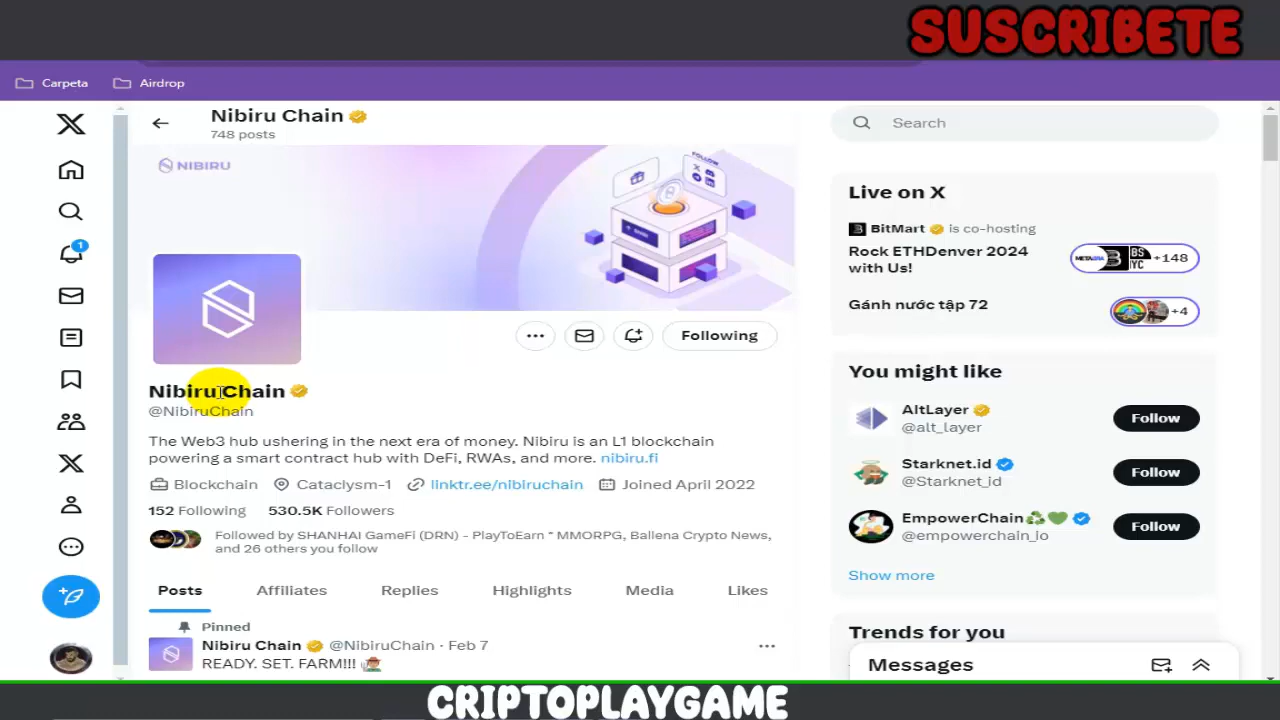 SUSCRIBETE
Carpeta
Airdrop
Nibiru Chain
748 posts
NIBIRU
FOLLOW
Following
Nibiru Chain
@NibiruChain
The Web3 hub ushering in the next era of money. Nibiru is an L1 blockchain
powering a smart contract hub with DeFi, RWAs, and more. nibiru.fi
Blockchain
Cataclysm-1
linktr.ee/nibiruchain
Joined April 2022
152 Following
530.5K Followers
Followed by SHANHAI GameFi (DRN) - PlayToEarn - MMORPG, Ballena Crypto News,
and 26 others you follow
Posts
Affiliates
Replies
Highlights
Media
Likes
Pinned
Nibiru Chain @NibiruChain · Feb 7
READY. SET. FARM!!!
1
Search
Live on X
BitMart is co-hosting
Rock ETHDenver 2024
with Us!
+148
Gánh nước tập 72
+4
You might like
AltLayer
@alt_layer
Follow
Starknet.id
@Starknet_id
Follow
EmpowerChain
@empowerchain_io
Follow
Show more
Trends for you
Messages
CRIPTOPLAYGAME